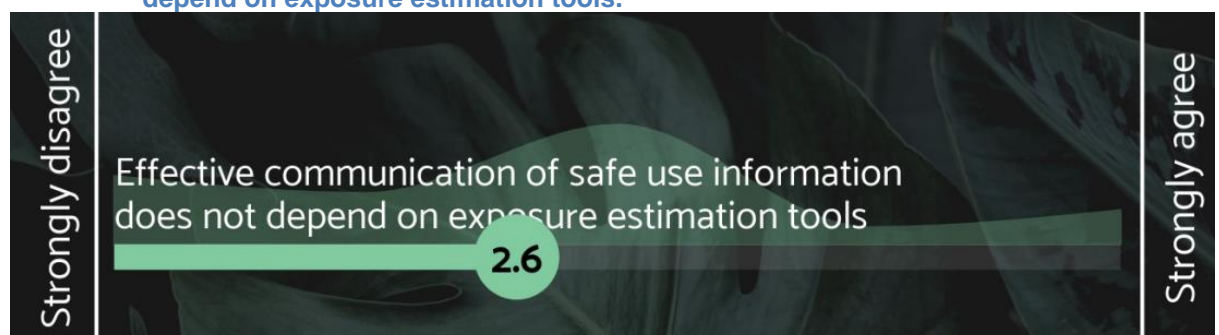 depend on exposure estimation tools.
Strongly disagree
Effective communication of safe use information
does not depend on exposure estimation tools
2.6
Strongly agree